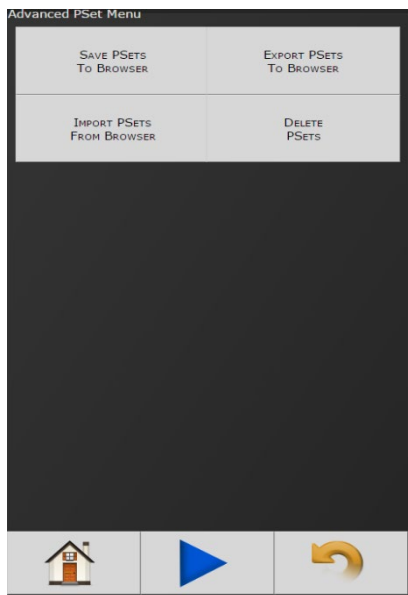 Advanced PSet Menu
Save PSets
To Browser
Export PSets
To Browser
Import PSets
From Browser
Delete
PSets